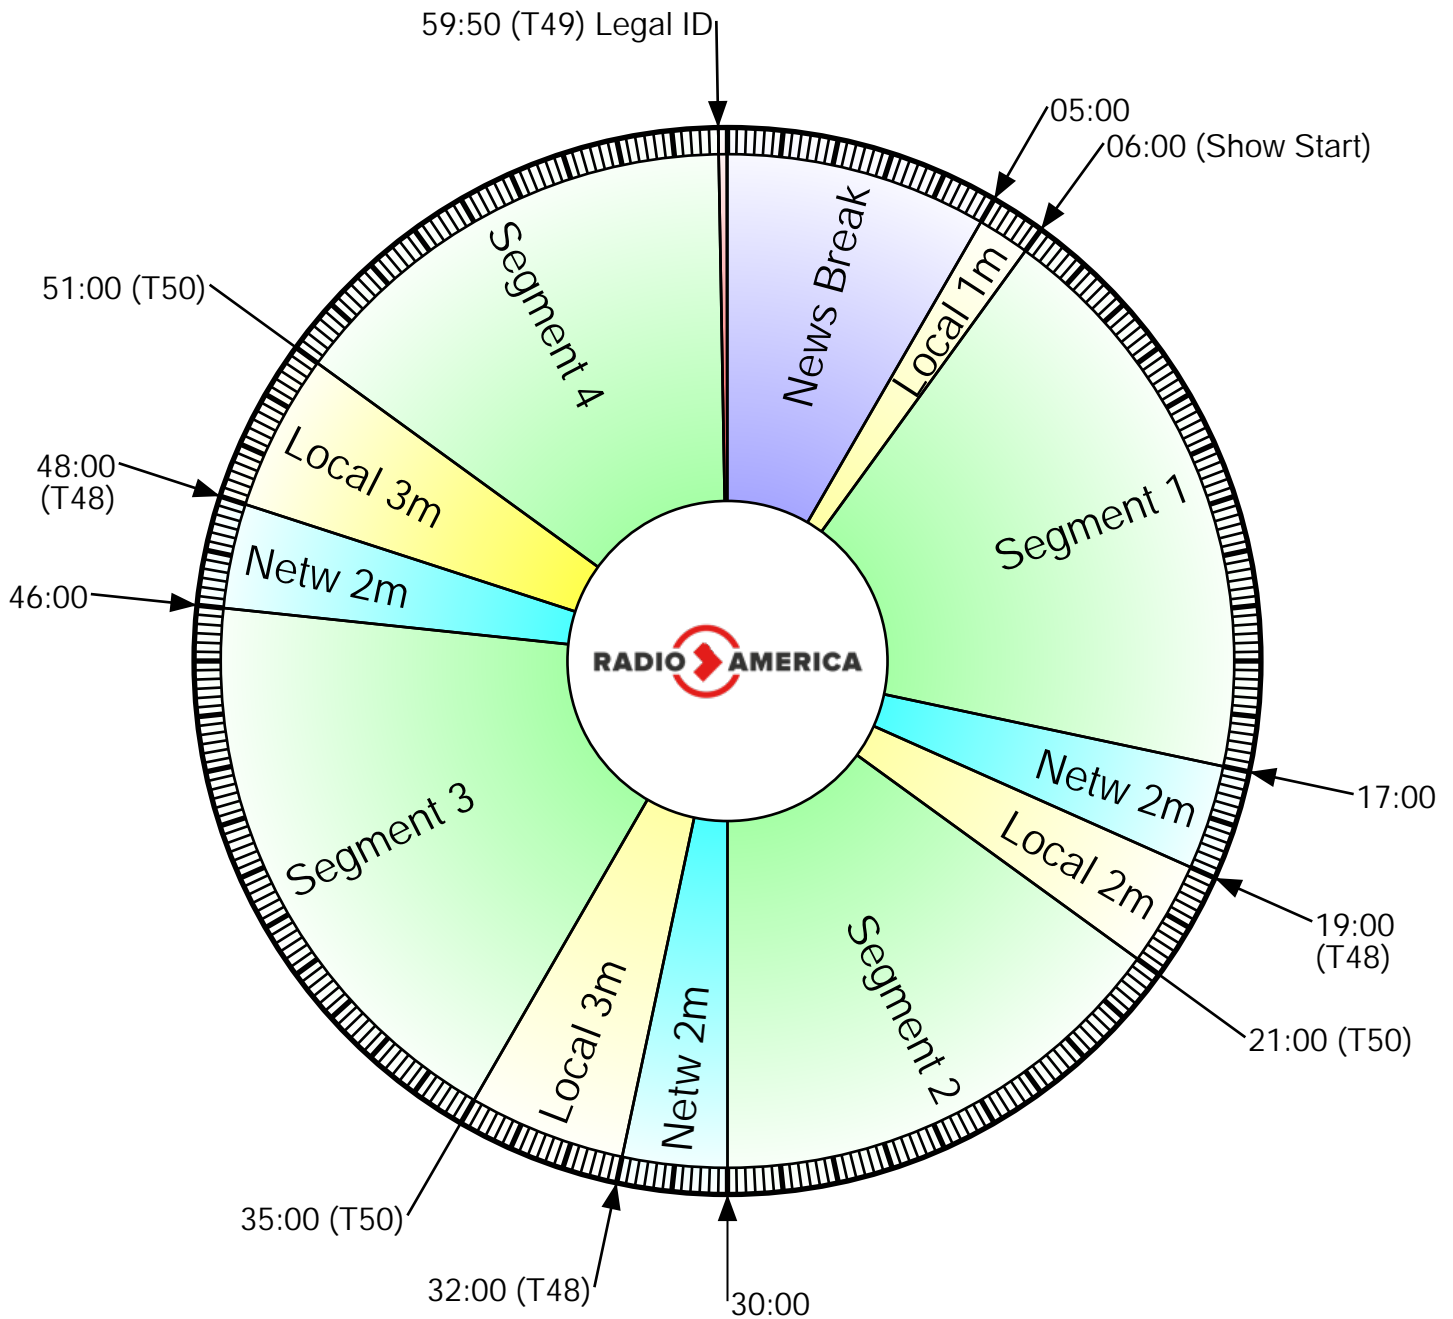 59:50 (T49) Legal ID
05:00
06:00 (Show Start)
News Break
Local 1m
Segment 1
17:00
Netw 2m
19:00
(T48)
Local 2m
21:00 (T50)
Segment 2
30:00
Netw 2m
32:00 (T48)
Local 3m
35:00 (T50)
Segment 3
46:00
Netw 2m
48:00
(T48)
Local 3m
51:00 (T50)
Segment 4
RADIO AMERICA